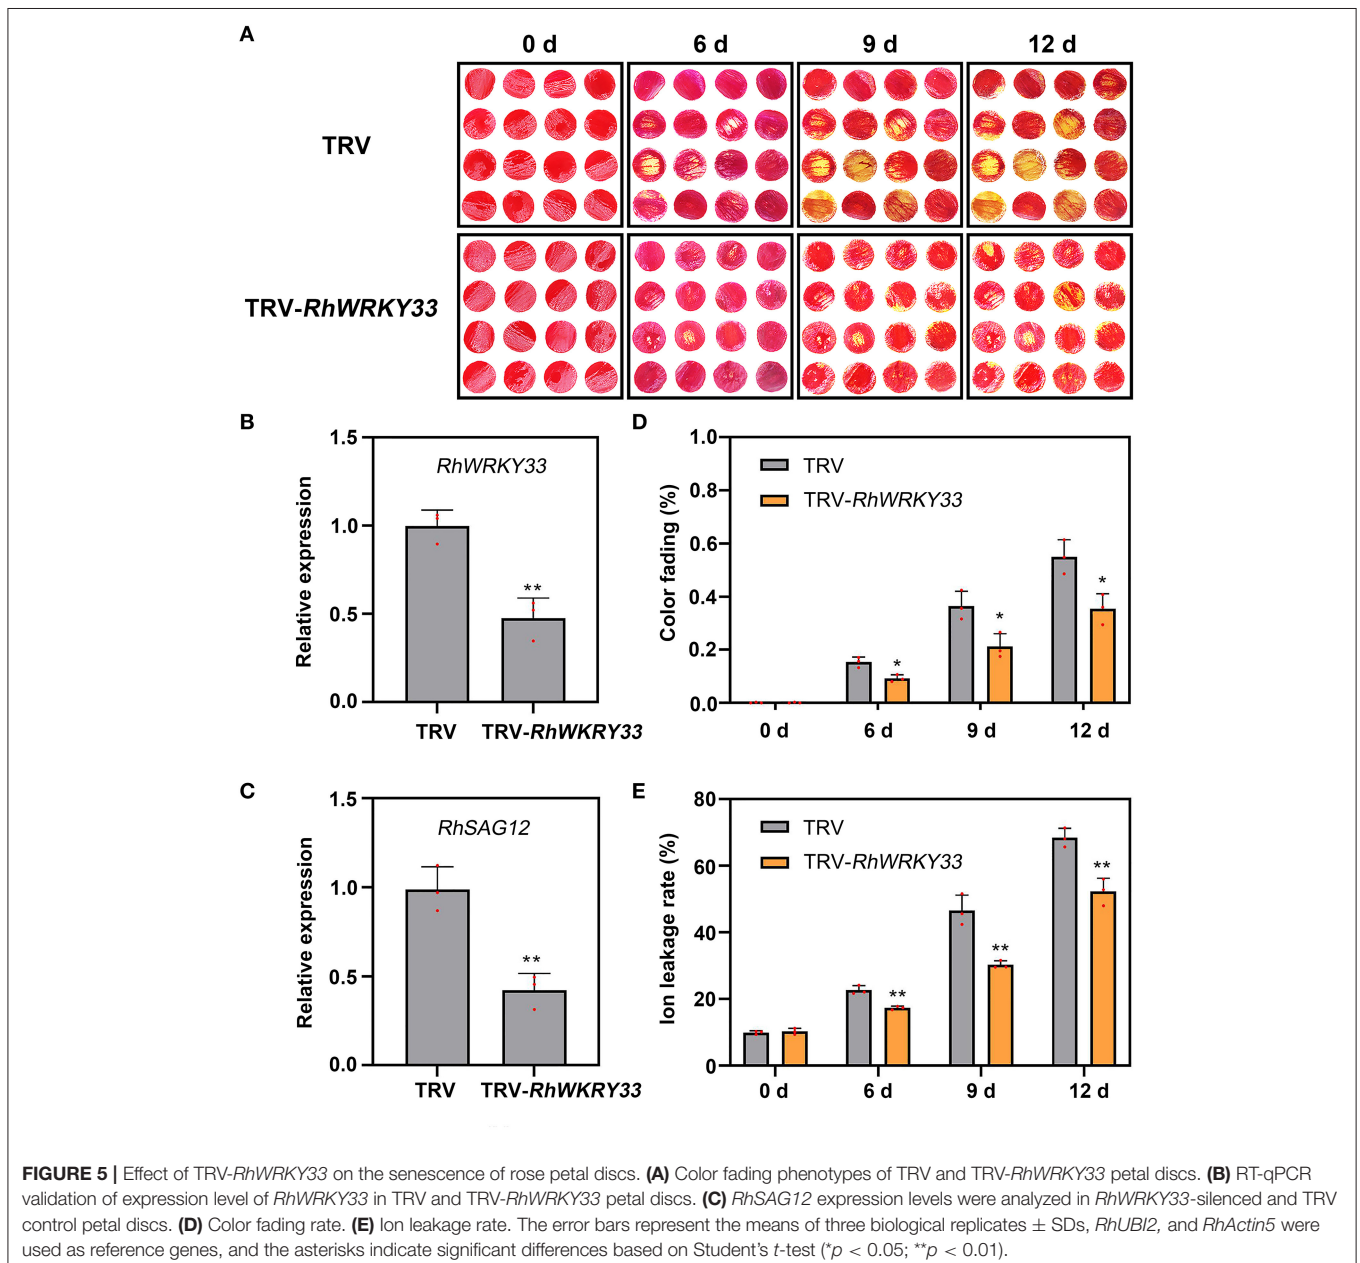 A
0 d 6 d 9 d 12 d
TRV
TRV-RhWRKY33
B
1.5
1.0
0.5
0.0
Relative expression
RhWRKY33
**
TRV TRV-RhWKRY33
D
1.0
0.8
0.6
0.4
0.2
0.0
Color fading (%)
TRV
TRV-RhWRKY33
*
*
*
0 d 6 d 9 d 12 d
C
1.5
1.0
0.5
0.0
Relative expression
RhSAG12
**
TRV TRV-RhWKRY33
E
80
60
40
20
0
Ion leakage rate (%)
TRV
TRV-RhWRKY33
**
**
**
0 d 6 d 9 d 12 d
FIGURE 5 | Effect of TRV-RhWRKY33 on the senescence of rose petal discs. (A) Color fading phenotypes of TRV and TRV-RhWRKY33 petal discs. (B) RT-qPCR
validation of expression level of RhWRKY33 in TRV and TRV-RhWRKY33 petal discs. (C) RhSAG12 expression levels were analyzed in RhWRKY33-silenced and TRV
control petal discs. (D) Color fading rate. (E) Ion leakage rate. The error bars represent the means of three biological replicates ± SDs, RhUBI2, and RhActin5 were
used as reference genes, and the asterisks indicate significant differences based on Student's t-test (*p < 0.05; **p < 0.01).